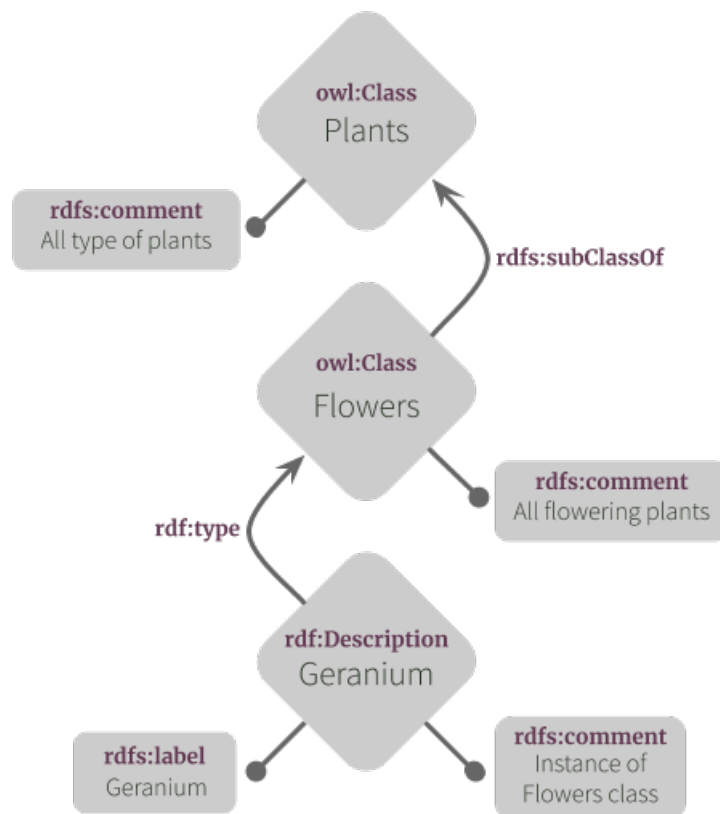 owl:Class
Plants
rdfs:comment
All type of plants
rdfs:subClassOf
owl:Class
Flowers
rdfs:comment
All flowering plants
rdf:type
rdf:Description
Geranium
rdfs:label
Geranium
rdfs:comment
Instance of
Flowers class